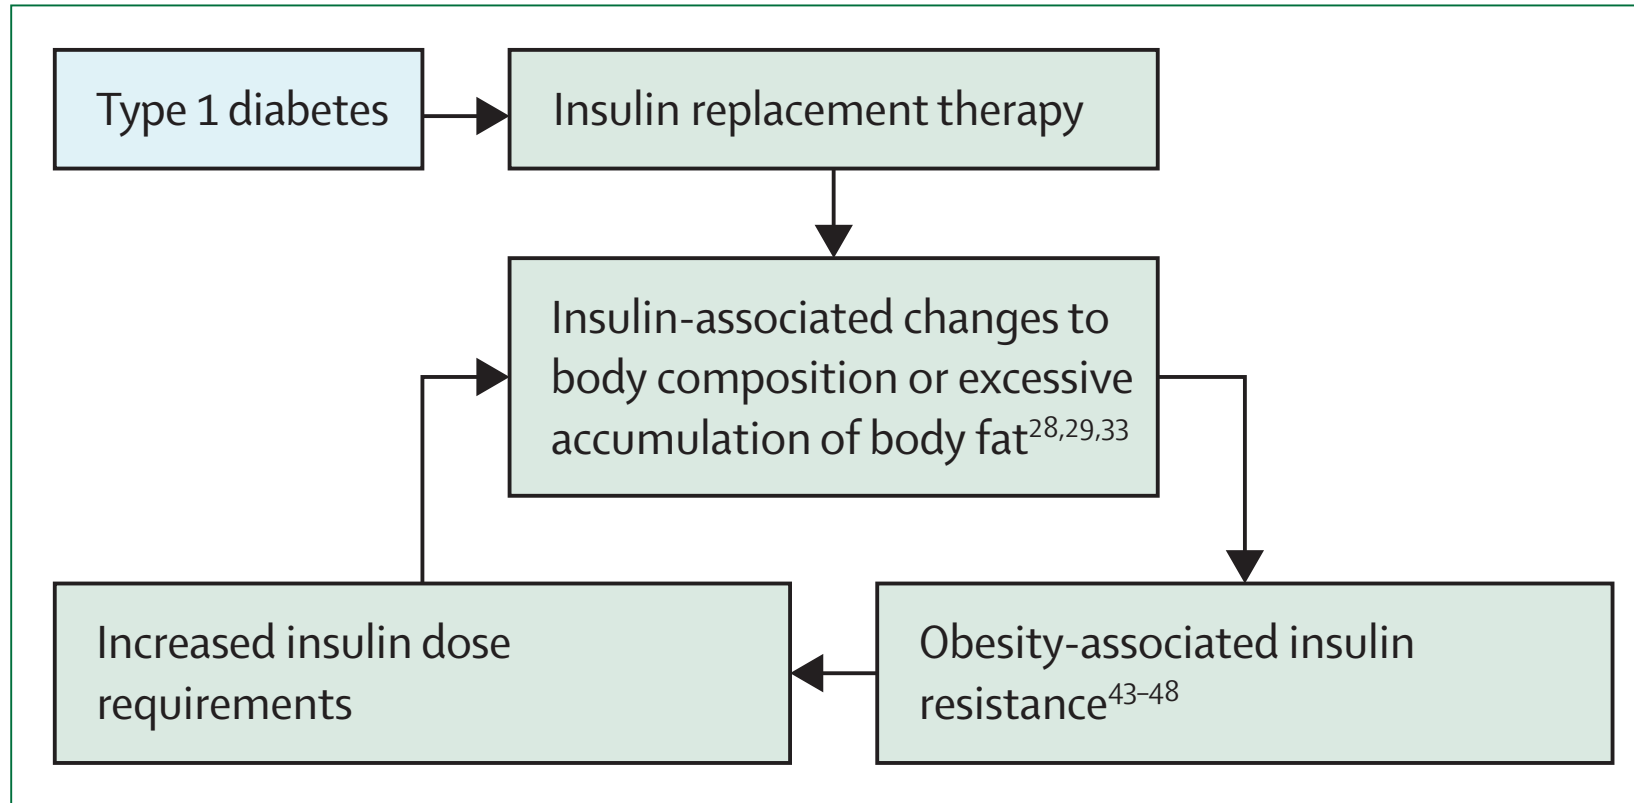 Type 1 diabetes
Insulin replacement therapy
Insulin-associated changes to
body composition or excessive
accumulation of body fat28,29,33
Increased insulin dose
requirements
Obesity-associated insulin
resistance43–48